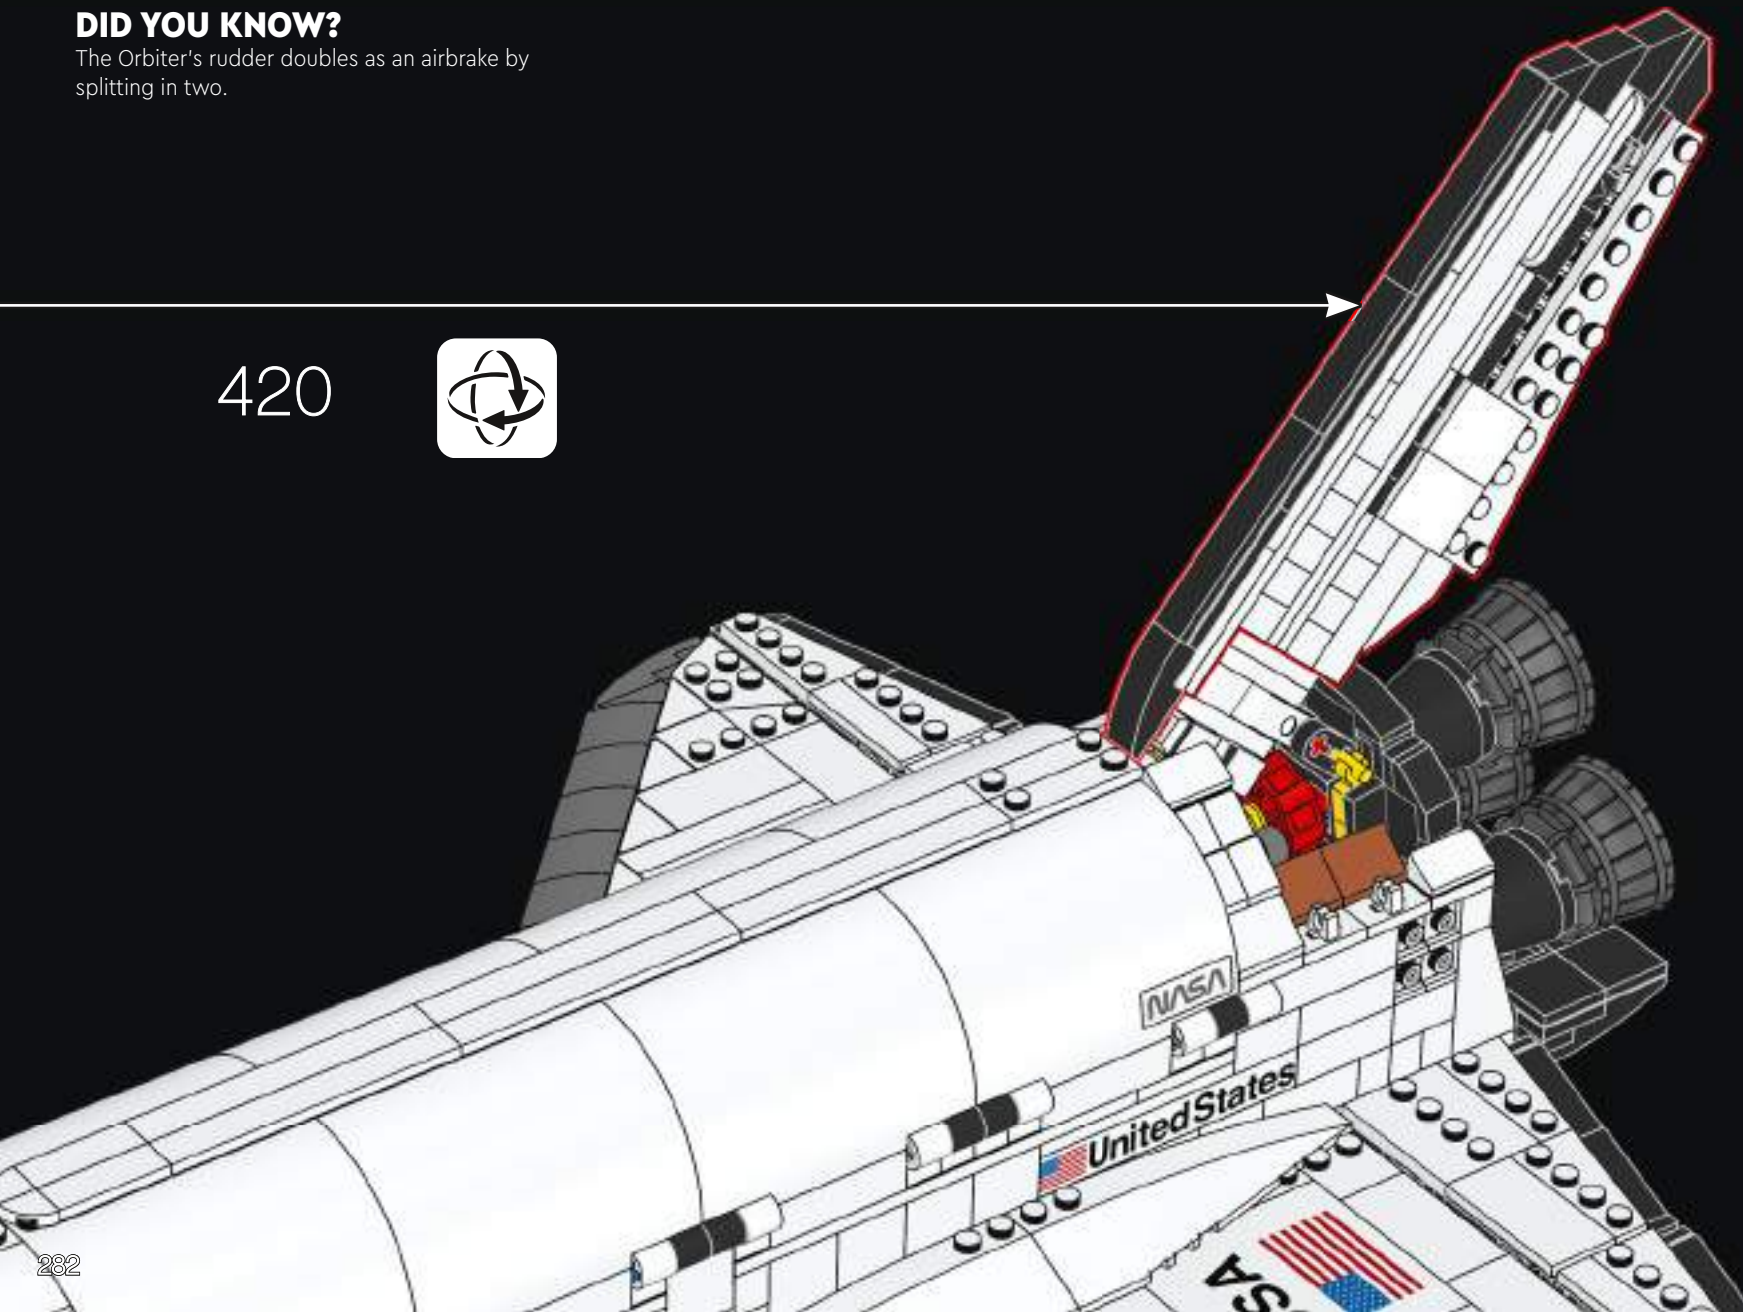 DID YOU KNOW?
The Orbiter's rudder doubles as an airbrake by
splitting in two.
420
NASA
United States
USA
282